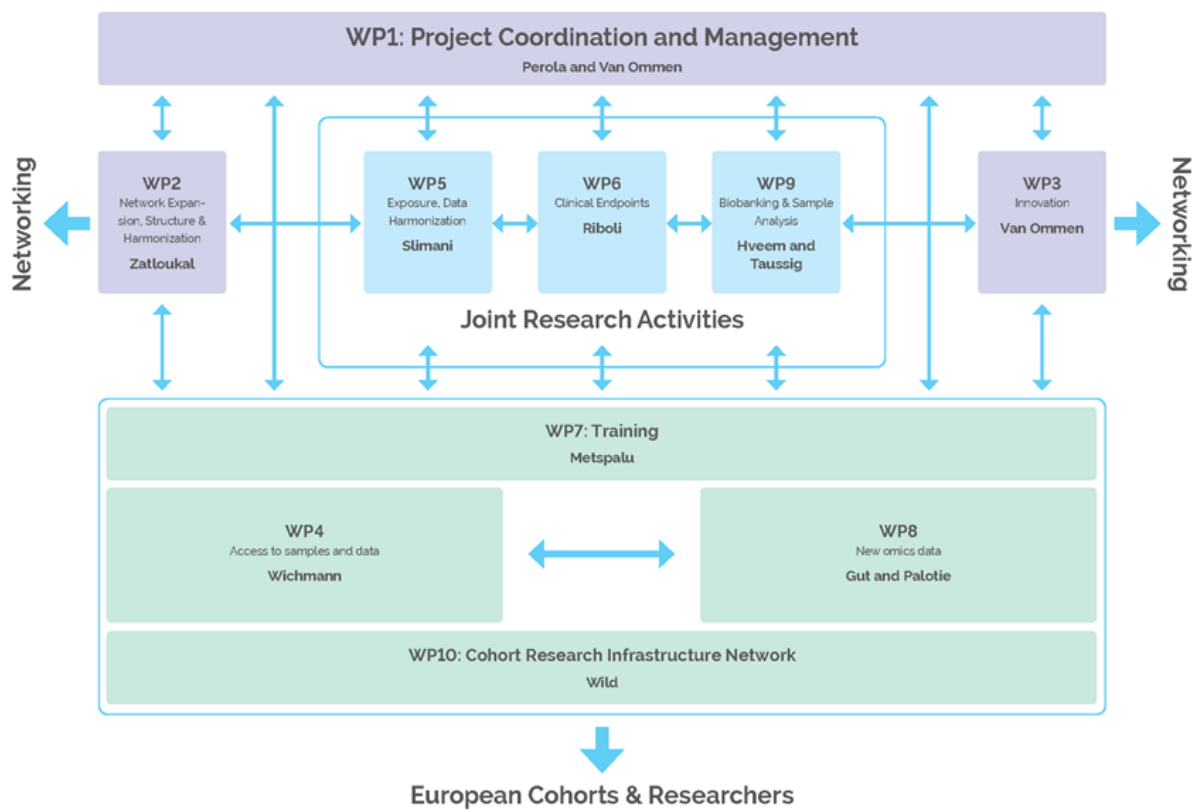 WP1: Project Coordination and Management
Perola and Van Ommen
Networking
WP2
Network Expan-
sion, Structure &
Harmonization
Zatloukal
WP5
Exposure, Data
Harmonization
Slimani
WP6
Clinical Endpoints
Riboli
WP9
Biobanking & Sample
Analysis
Hveem and
Taussig
WP3
Innovation
Van Ommen
Networking
Joint Research Activities
WP7: Training
Metspalu
WP4
Access to samples and data
Wichmann
WP8
New omics data
Gut and Palotie
WP10: Cohort Research Infrastructure Network
Wild
European Cohorts & Researchers